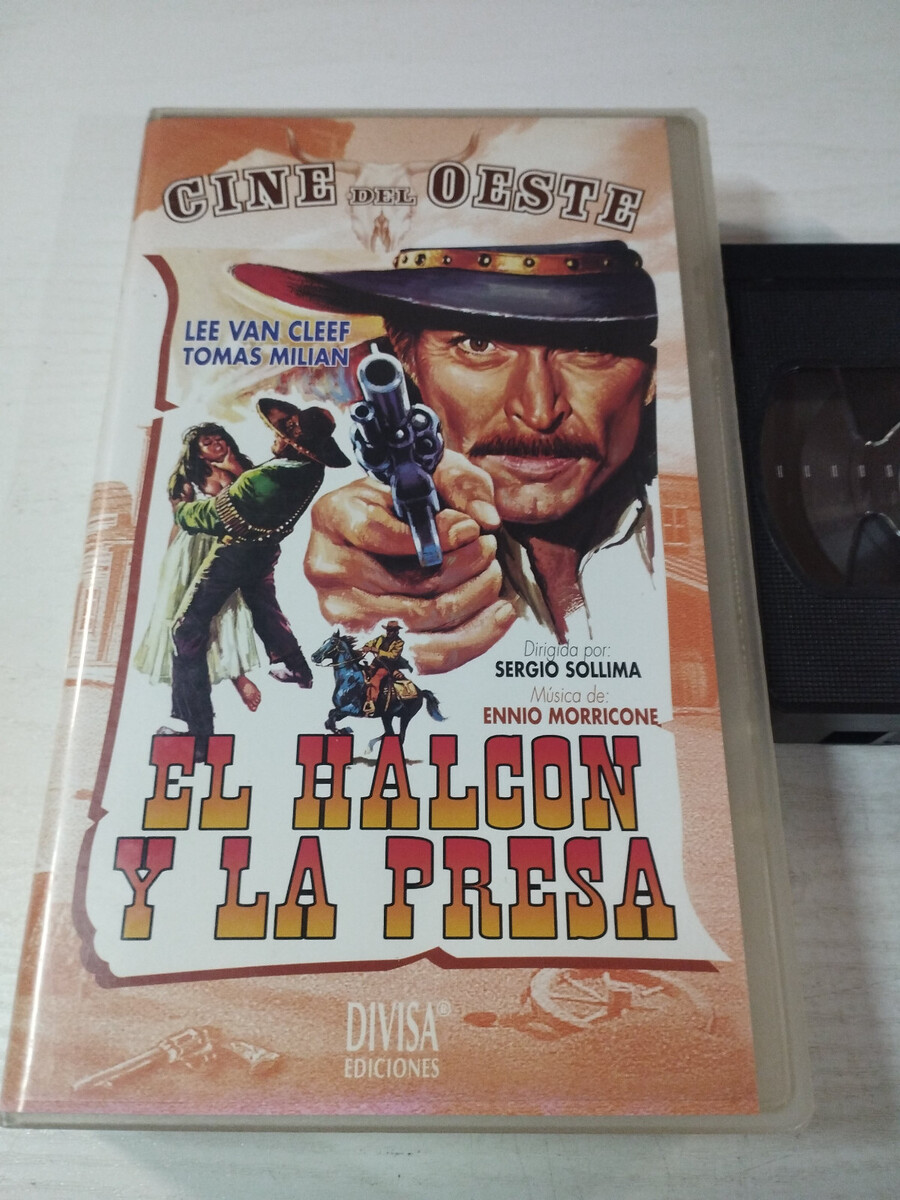 CINE DEL OESTE
LEE VAN CLEEF
TOMAS MILIAN
Dirigida por:
SERGIO SOLLIMA
Música de:
ENNIO MORRICONE
EL HALCON
Y LA PRESA
DIVISA®
EDICIONES